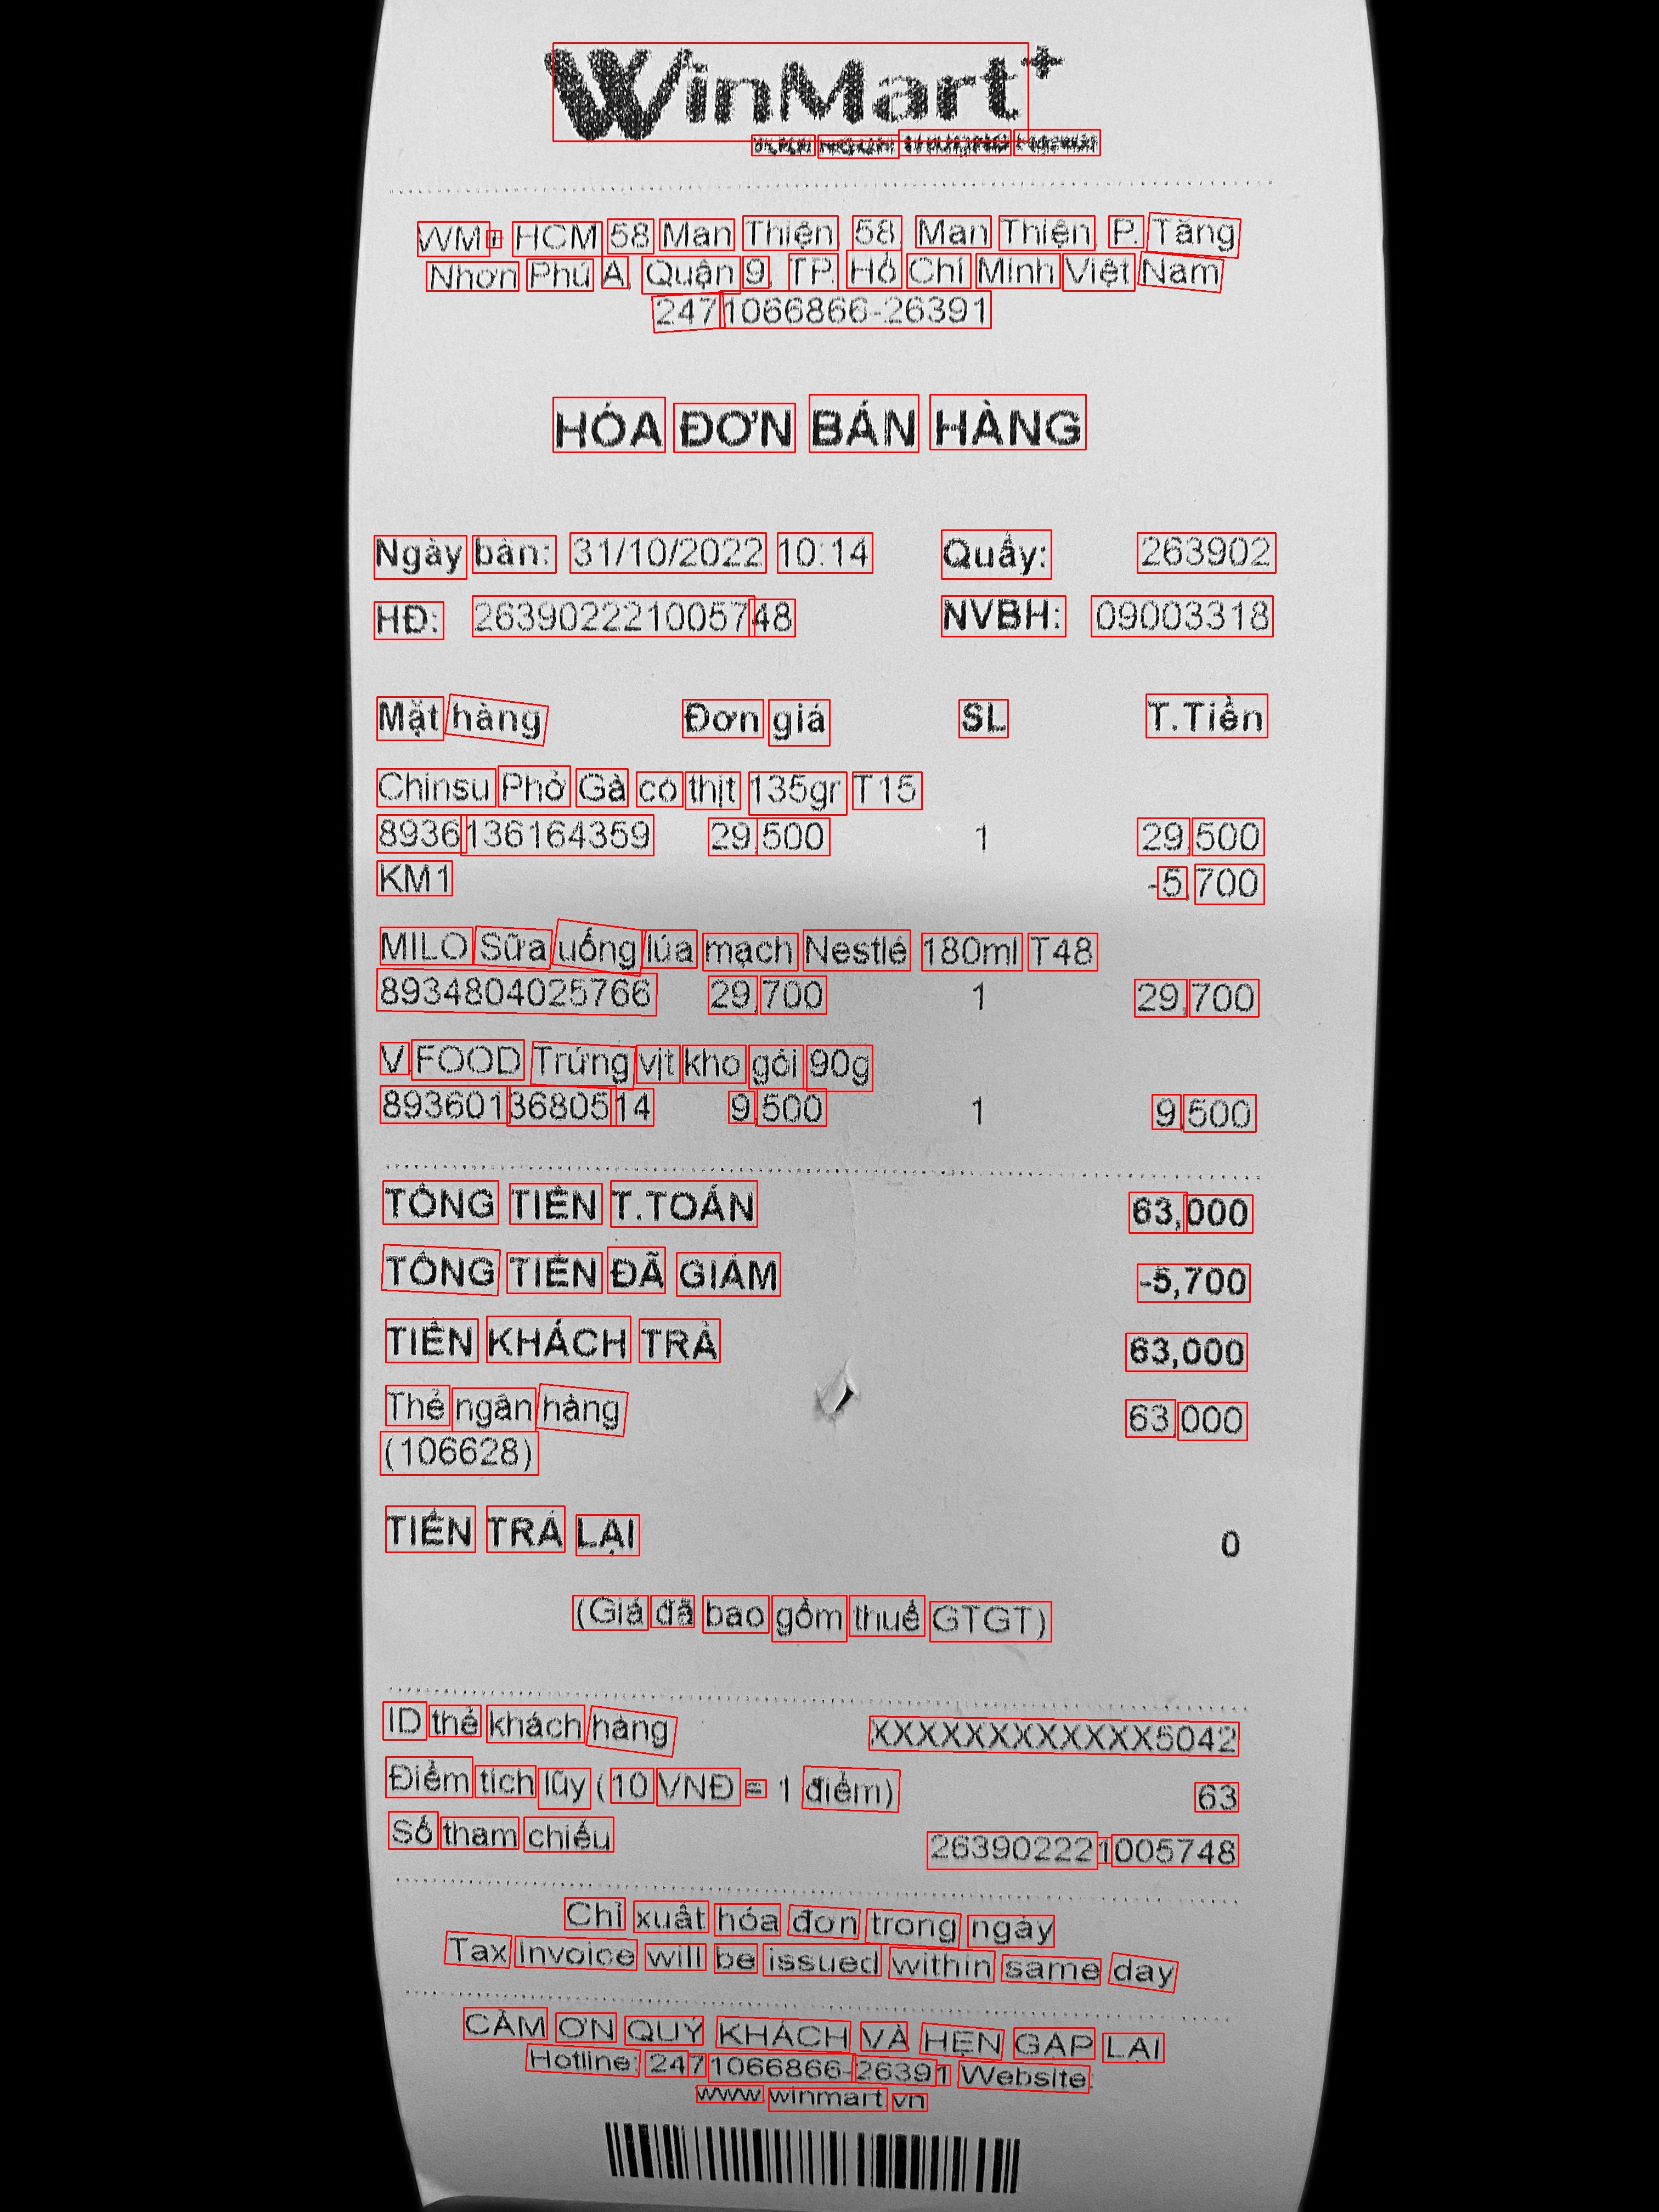 WinMart+
WM+ HCM 58 Man Thiện, 58, Man Thiện, P. Tăng
Nhơn Phú A, Quận 9, TP. Hồ Chí Minh Việt Nam
2471066866-26391
HÓA ĐƠN BÁN HÀNG
Ngày bán: 31/10/2022 10:14 Quầy: 263902
HĐ: 263902221005748 NVBH: 09003318
Mặt hàng Đơn giá SL T.Tiền
Chinsu Phở Gà có thịt 135gr T15
8936136164359 29,500 1 29,500
KM1 -5,700
MILO Sữa uống lúa mạch Nestlé 180ml T48
8934804025766 29,700 1 29,700
V.FOOD Trứng vịt kho gói 90g
8936013680514 9,500 1 9,500
TỔNG TIỀN T.TOÁN 63,000
TỔNG TIỀN ĐÃ GIẢM -5,700
TIỀN KHÁCH TRẢ 63,000
Thẻ ngân hàng 63,000
(106628)
TIỀN TRẢ LẠI 0
(Giá đã bao gồm thuế GTGT)
ID thẻ khách hàng XXXXXXXXXXXX5042
Điểm tích lũy (10 VNĐ = 1 điểm) 63
Số tham chiếu 263902221005748
Chỉ xuất hóa đơn trong ngày
Tax Invoice will be issued within same day
CẢM ƠN QUÝ KHÁCH VÀ HẸN GẶP LẠI
Hotline: 2471066866-26391 Website:
www.winmart.vn